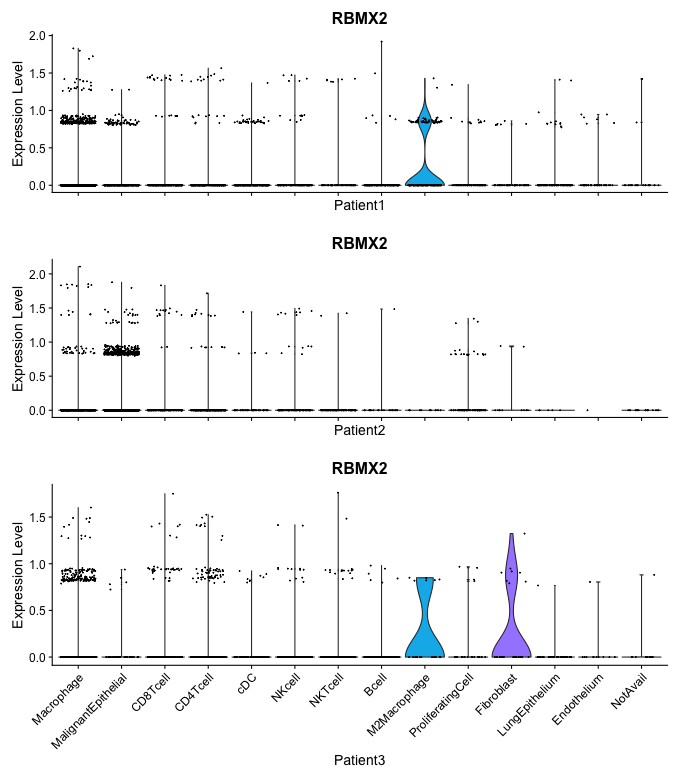 RBMX2
Expression Level
2.0
1.5
1.0
0.5
0.0
Patient1
RBMX2
Expression Level
2.0
1.5
1.0
0.5
0.0
Patient2
RBMX2
Expression Level
1.5
1.0
0.5
0.0
Macrophage
MalignantEpithelial
CD8Tcell
CD4Tcell
cDC
NKcell
NKTcell
Bcell
M2Macrophage
ProliferatingCell
Fibroblast
LungEpithelium
Endothelium
NotAvail
Patient3